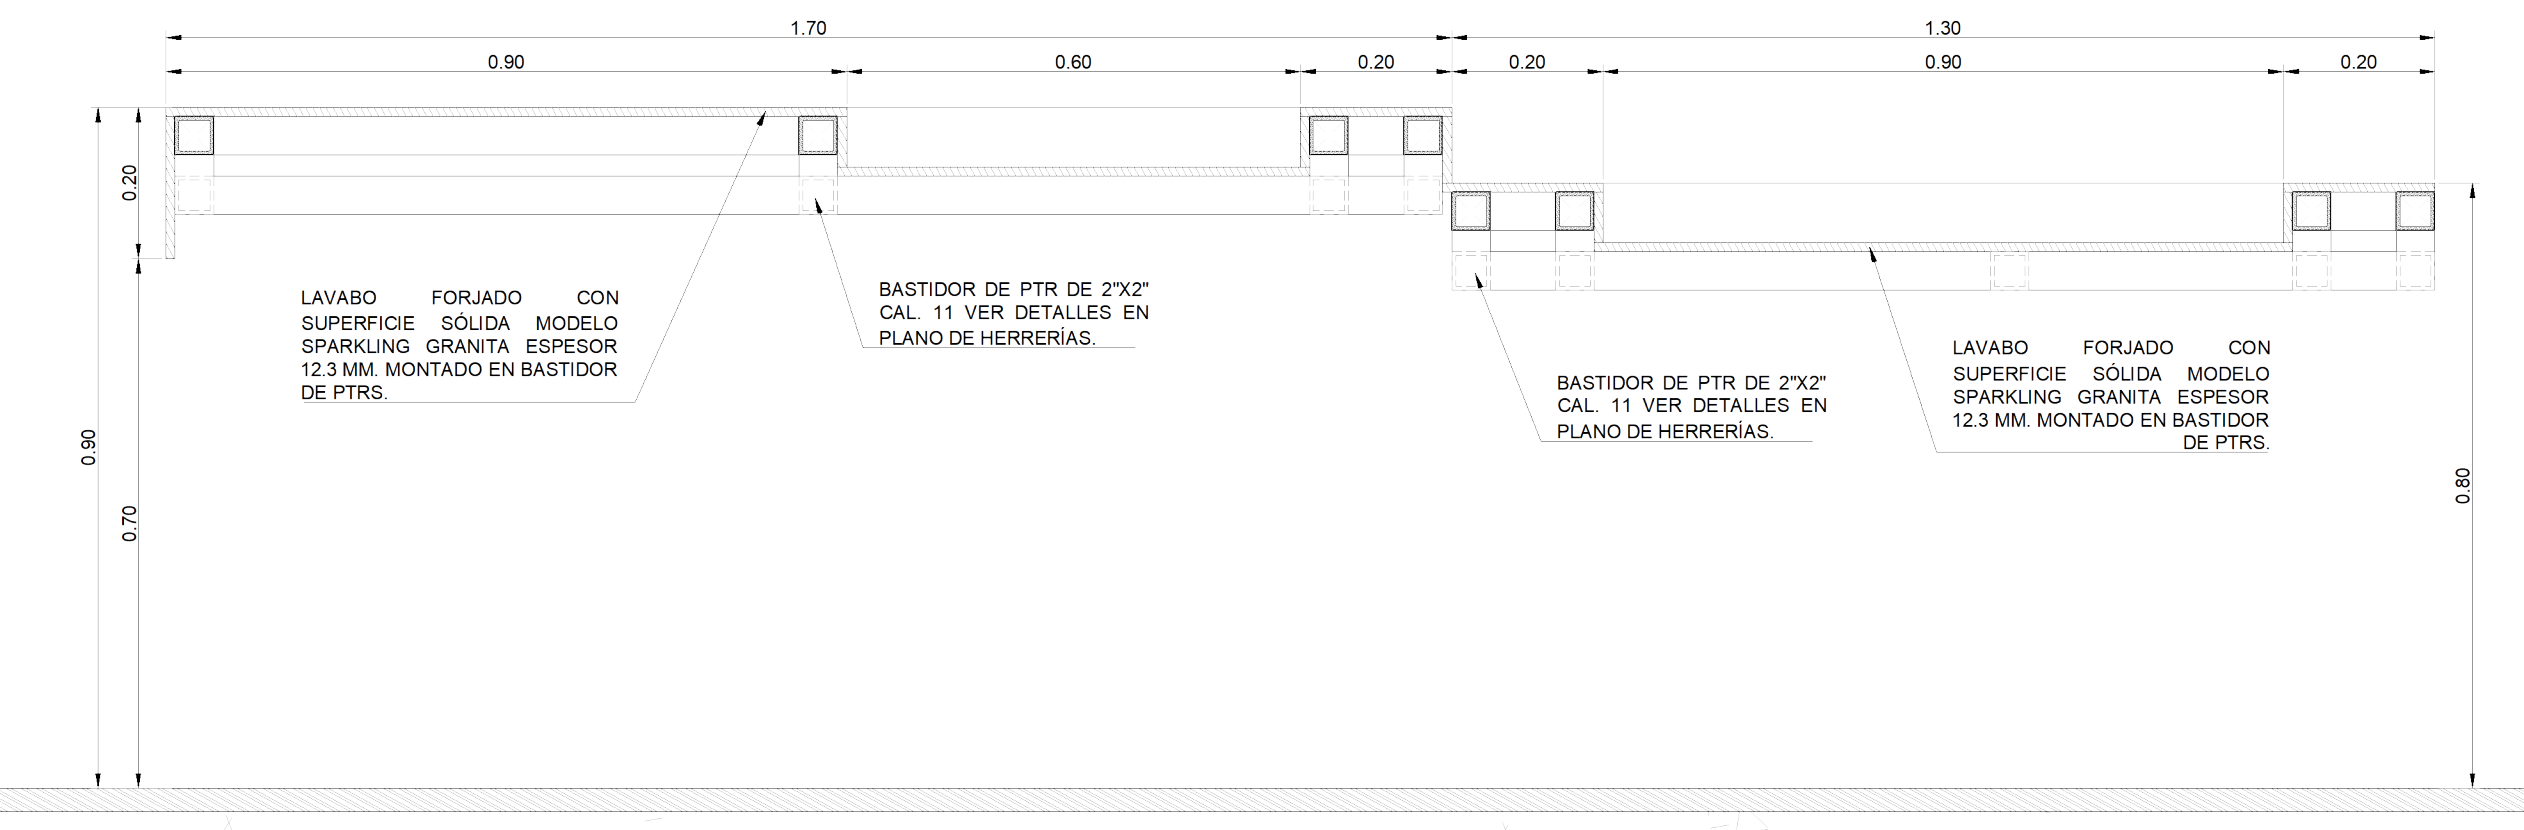 1.70
1.30
0.90
0.60
0.20
0.20
0.90
0.20
0.20
0.90
0.70
0.80
LAVABO FORJADO CON
SUPERFICIE SÓLIDA MODELO
SPARKLING GRANITA ESPESOR
12.3 MM. MONTADO EN BASTIDOR
DE PTRS.
BASTIDOR DE PTR DE 2"X2"
CAL. 11 VER DETALLES EN
PLANO DE HERRERÍAS.
BASTIDOR DE PTR DE 2"X2"
CAL. 11 VER DETALLES EN
PLANO DE HERRERÍAS.
LAVABO FORJADO CON
SUPERFICIE SÓLIDA MODELO
SPARKLING GRANITA ESPESOR
12.3 MM. MONTADO EN BASTIDOR
DE PTRS.